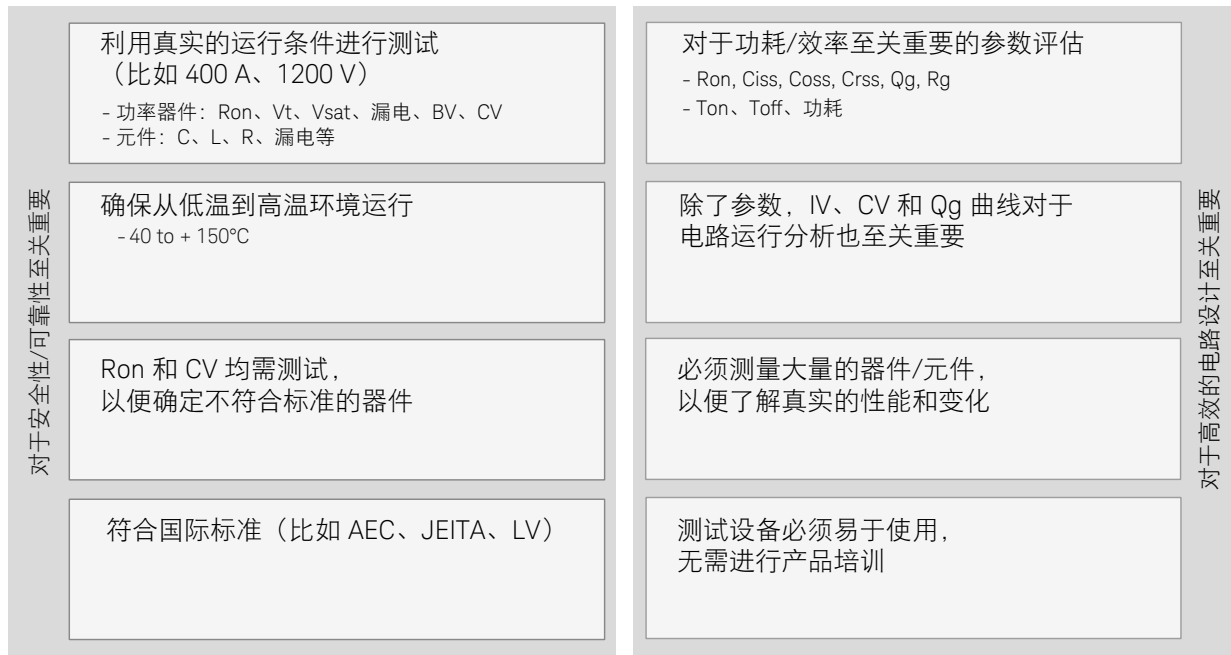 对于安全性/可靠性至关重要
利用真实的运行条件进行测试
（比如 400 A、1200 V）
- 功率器件：Ron、Vt、Vsat、漏电、BV、CV
- 元件：C、L、R、漏电等
确保从低温到高温环境运行
- 40 to + 150°C
Ron 和 CV 均需测试，
以便确定不符合标准的器件
符合国际标准（比如 AEC、JEITA、LV）
对于功耗/效率至关重要的参数评估
- Ron, Ciss, Coss, Crss, Qg, Rg
- Ton、Toff、功耗
除了参数，IV、CV 和 Qg 曲线对于
电路运行分析也至关重要
必须测量大量的器件/元件，
以便了解真实的性能和变化
测试设备必须易于使用，
无需进行产品培训
对于高效的电路设计至关重要